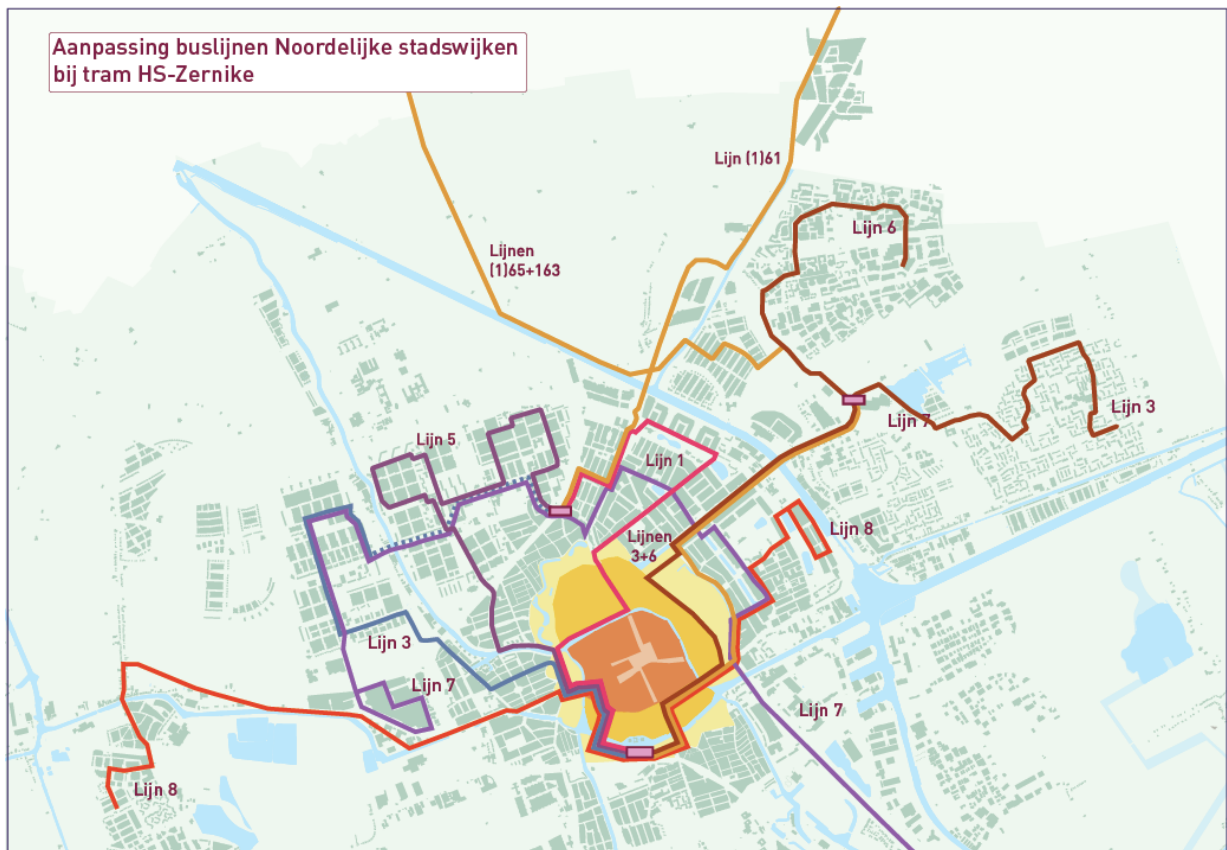 Aanpassing buslijnen Noordelijke stadswijken
bij tram HS-Zernike
Lijn (1)61
Lijn 6
Lijnen
(1)65+163
Lijn 7
Lijn 3
Lijn 5
Lijn 1
Lijn 8
Lijnen
3+6
Lijn 3
Lijn 7
Lijn 7
Lijn 8